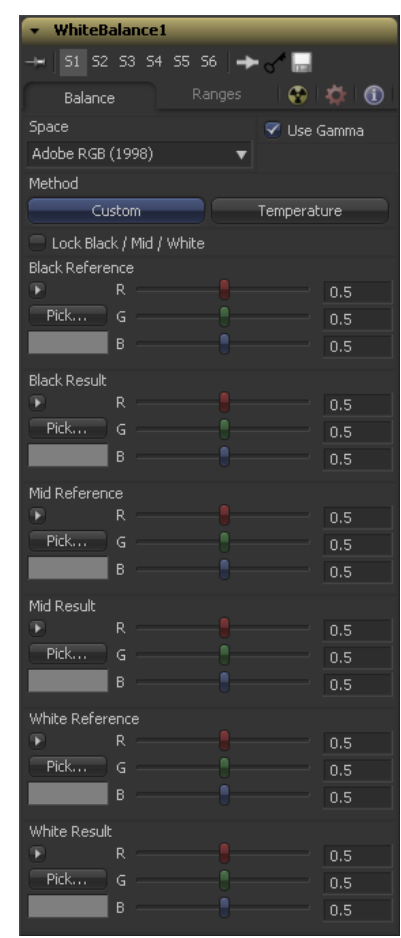 WhiteBalance1
S1 S2 S3 S4 S5 S6
Balance Ranges
Space
Use Gamma
Adobe RGB (1998)
Method
Custom Temperature
Lock Black / Mid / White
Black Reference
R 0.5
Pick... G 0.5
B 0.5
Black Result
R 0.5
Pick... G 0.5
B 0.5
Mid Reference
R 0.5
Pick... G 0.5
B 0.5
Mid Result
R 0.5
Pick... G 0.5
B 0.5
White Reference
R 0.5
Pick... G 0.5
B 0.5
White Result
R 0.5
Pick... G 0.5
B 0.5